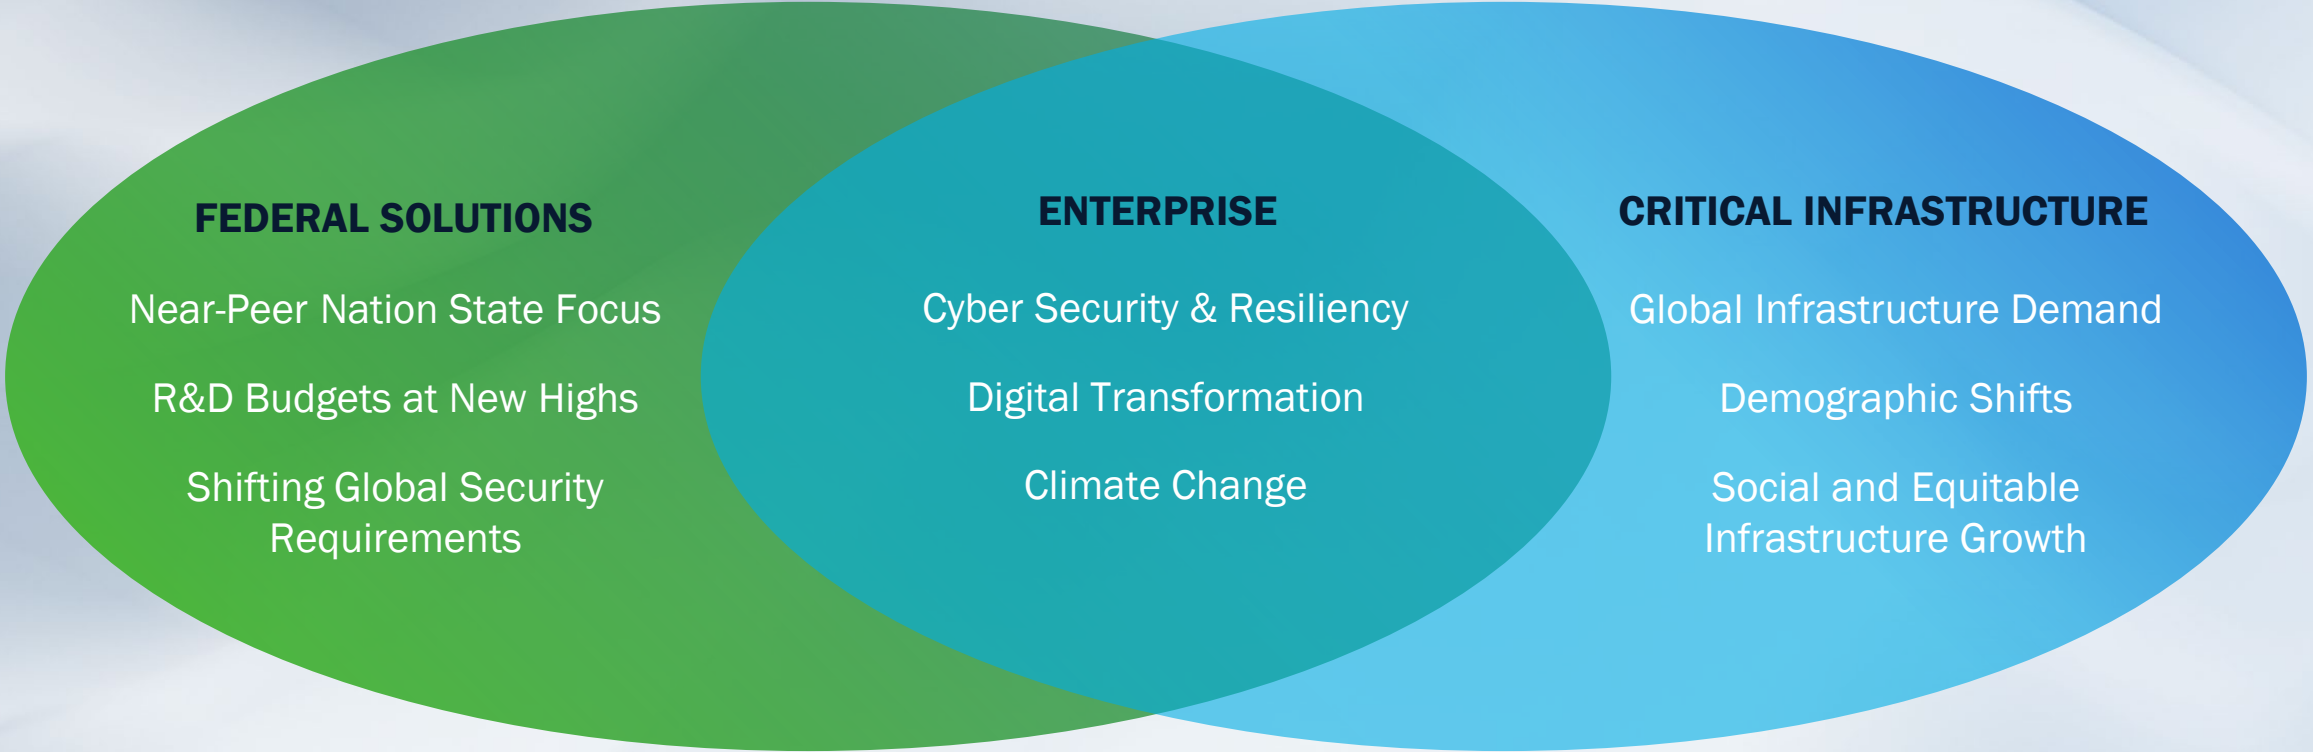 FEDERAL SOLUTIONS
Near-Peer Nation State Focus
R&D Budgets at New Highs
Shifting Global Security
Requirements
ENTERPRISE
Cyber Security & Resiliency
Digital Transformation
Climate Change
CRITICAL INFRASTRUCTURE
Global Infrastructure Demand
Demographic Shifts
Social and Equitable
Infrastructure Growth